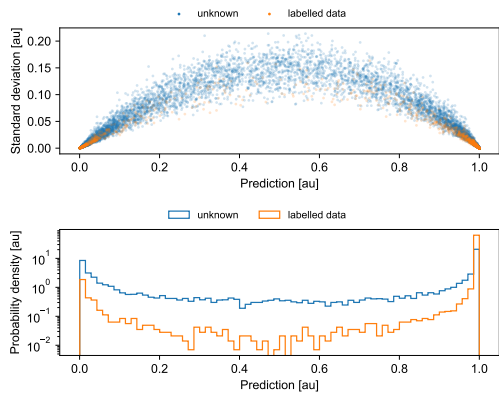 unknown labelled data
Standard deviation [au]
0.20
0.15
0.10
0.05
0.00
0.0 0.2 0.4 0.6 0.8 1.0
Prediction [au]
unknown labelled data
Probability density [au]
10¹
10⁰
10⁻¹
10⁻²
0.0 0.2 0.4 0.6 0.8 1.0
Prediction [au]